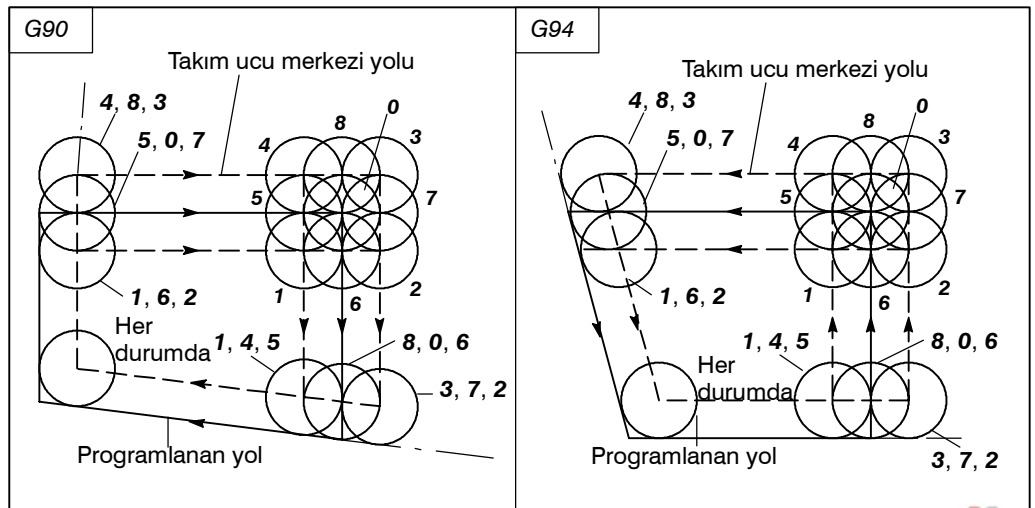 G90
Takım ucu merkezi yolu
4, 8, 3
5, 0, 7
4
8
0
3
5
7
1
6
2
1, 6, 2
Her
durumda
1, 4, 5
8, 0, 6
3, 7, 2
Programlanan yol
G94
Takım ucu merkezi yolu
4, 8, 3
5, 0, 7
4
8
0
3
5
7
1
6
2
1, 6, 2
Her
durumda
1, 4, 5
8, 0, 6
Programlanan yol
3, 7, 2